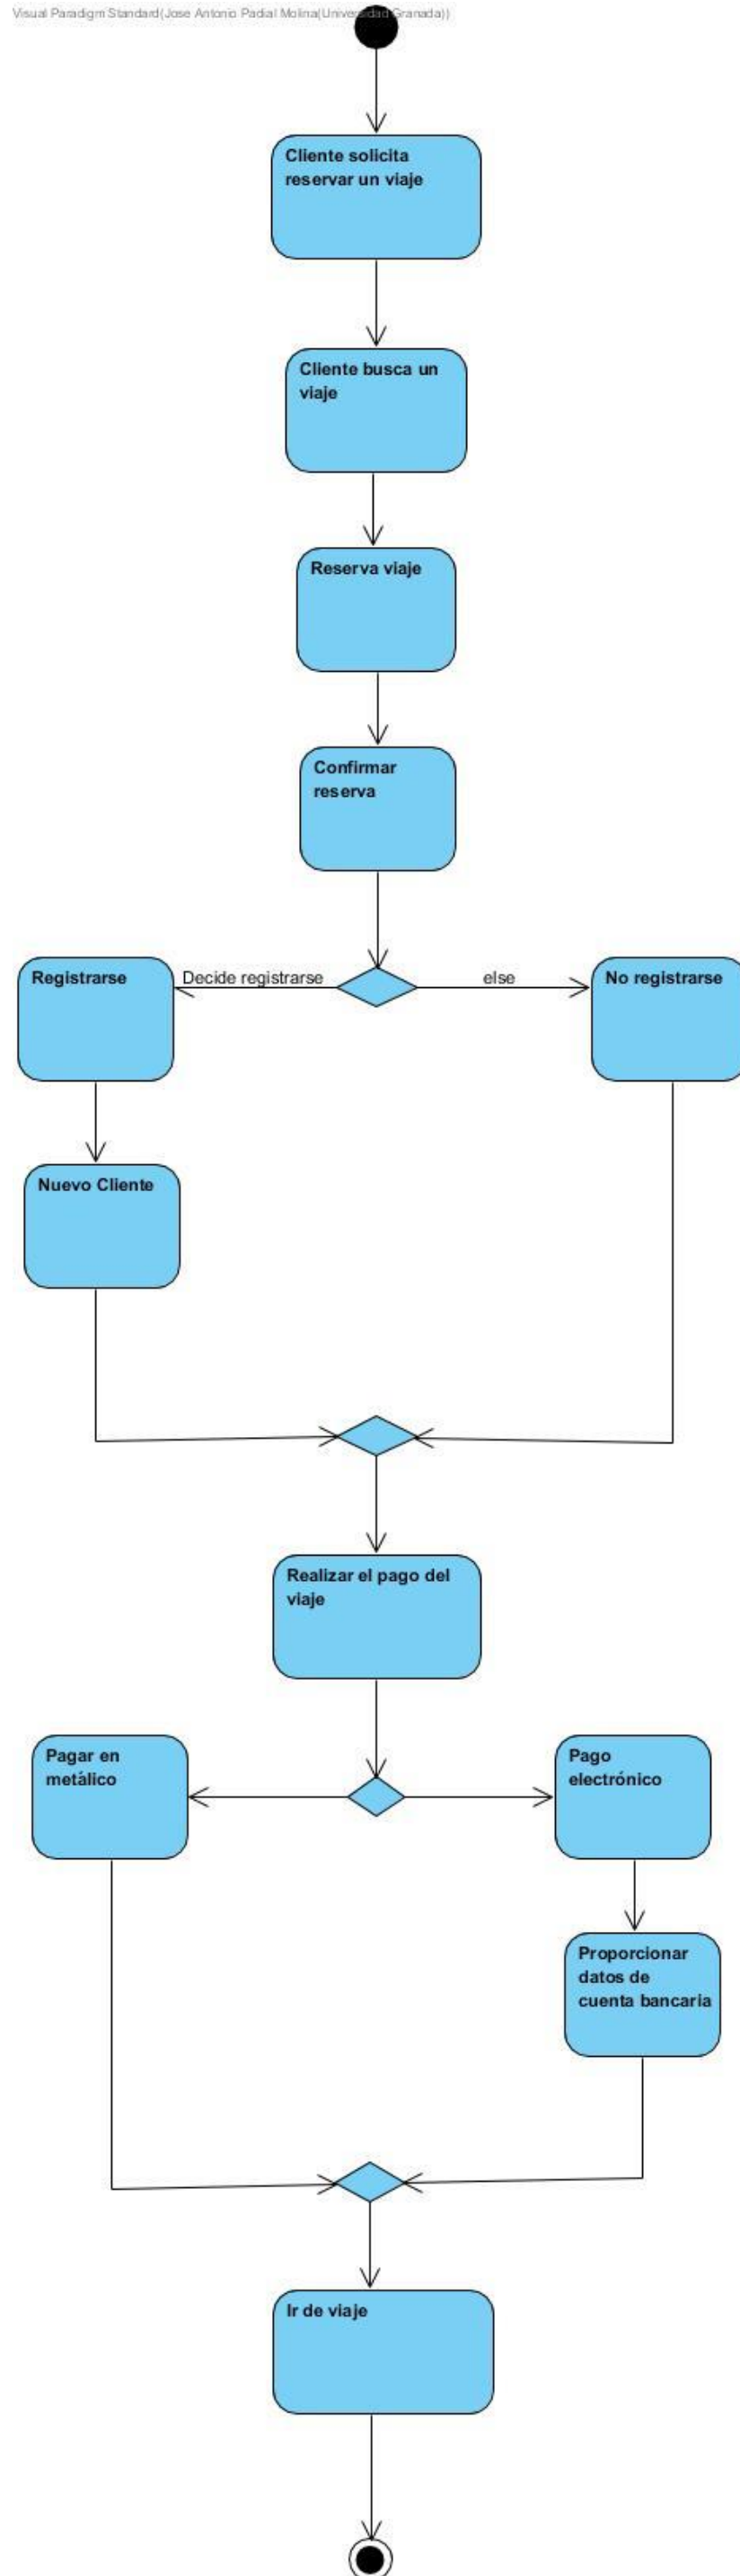 Visual Paradigm Standard(Jose Antonio Padial Molina(Universidad Granada))
Cliente solicita
reservar un viaje
Cliente busca un
viaje
Reserva viaje
Confirmar
reserva
Registrarse
Decide registrarse
else
No registrarse
Nuevo Cliente
Realizar el pago del
viaje
Pagar en
metálico
Pago
electrónico
Proporcionar
datos de
cuenta bancaria
Ir de viaje